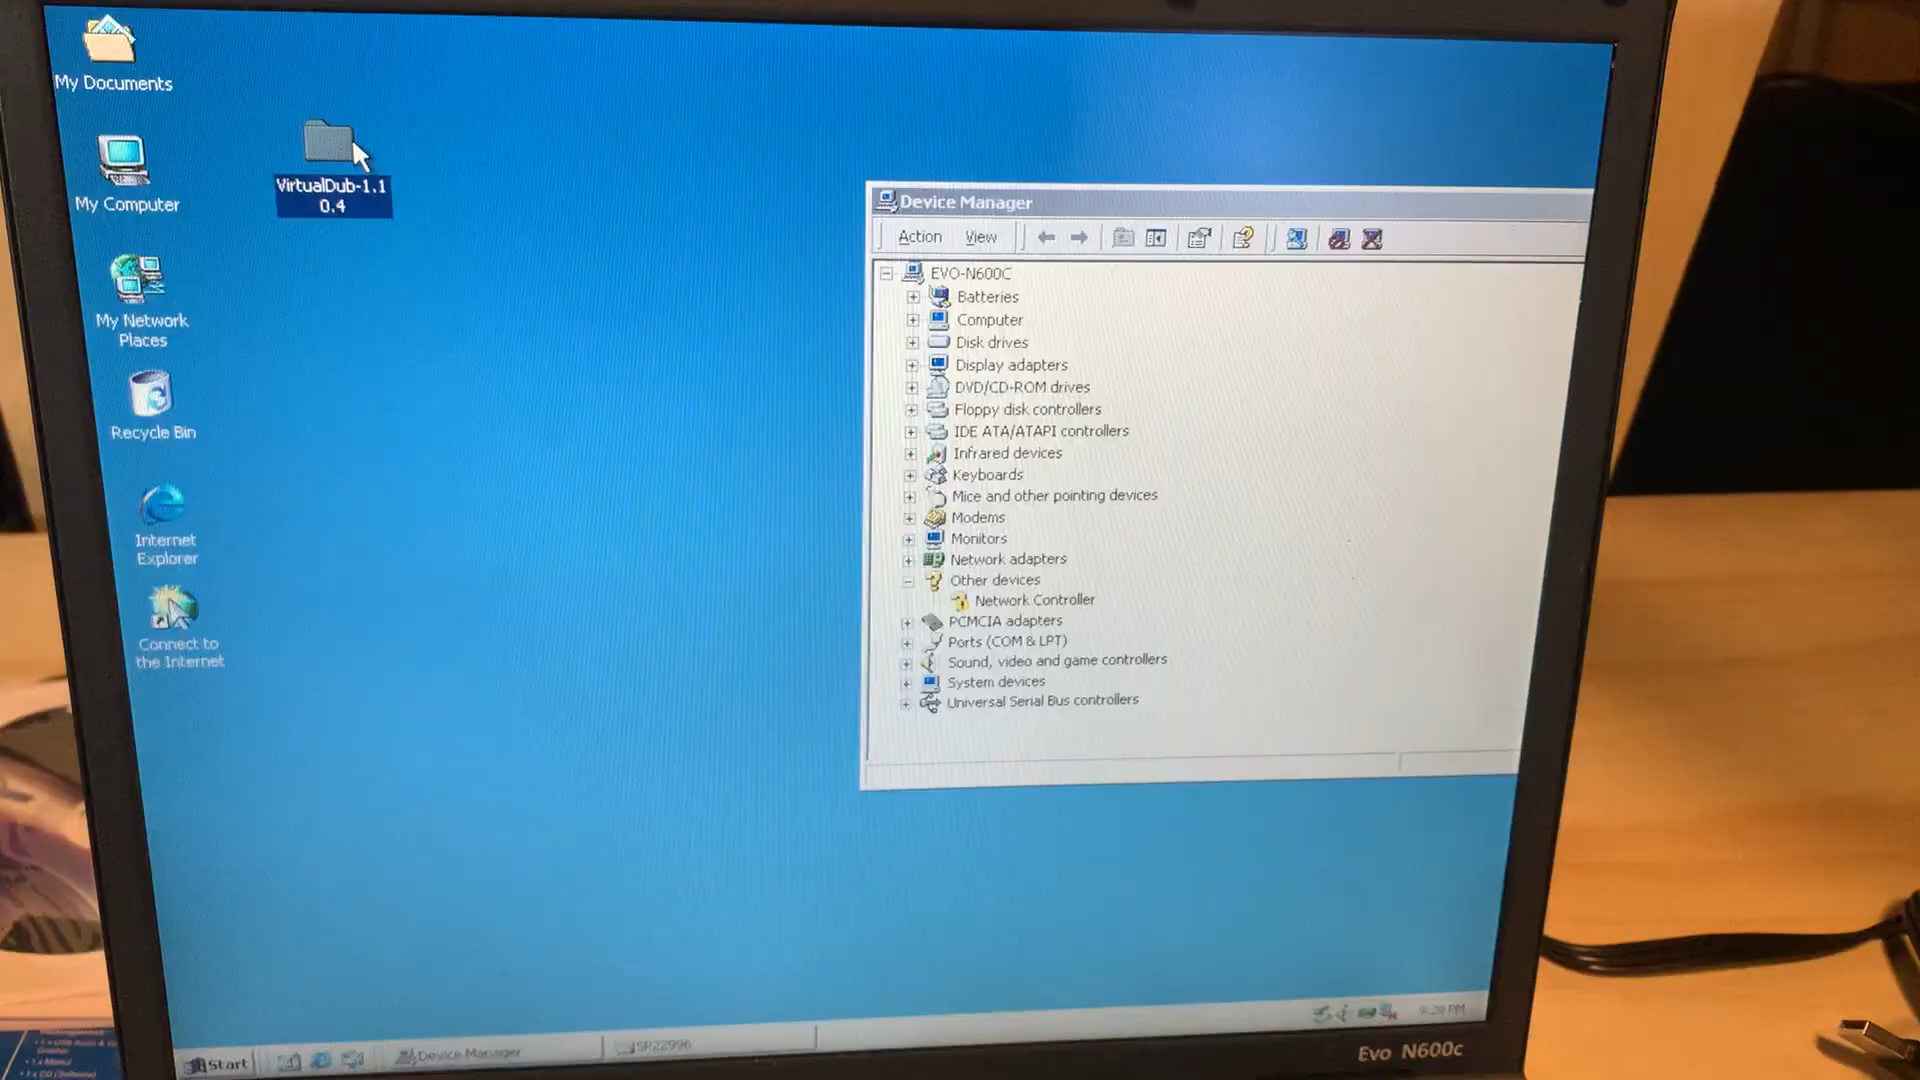 My Documents
My Computer
My Network
Places
Recycle Bin
Internet
Explorer
Connect to
the Internet
VirtualDub-1.1
0.4
Device Manager
Action View
EVO-N600C
Batteries
Computer
Disk drives
Display adapters
DVD/CD-ROM drives
Floppy disk controllers
IDE ATA/ATAPI controllers
Infrared devices
Keyboards
Mice and other pointing devices
Modems
Monitors
Network adapters
Other devices
Network Controller
PCMCIA adapters
Ports (COM & LPT)
Sound, video and game controllers
System devices
Universal Serial Bus controllers
Start
Device Manager
SP22996
Evo N600c